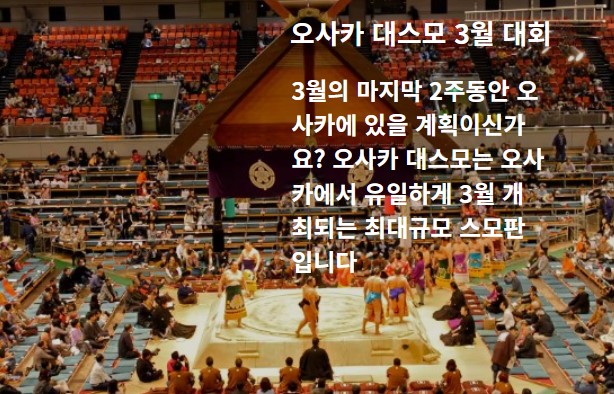 오사카 대스모 3월 대회
3월의 마지막 2주동안 오
사카에 있을 계획이신가
요? 오사카 대스모는 오사
카에서 유일하게 3월 개
최되는 최대규모 스모판
입니다